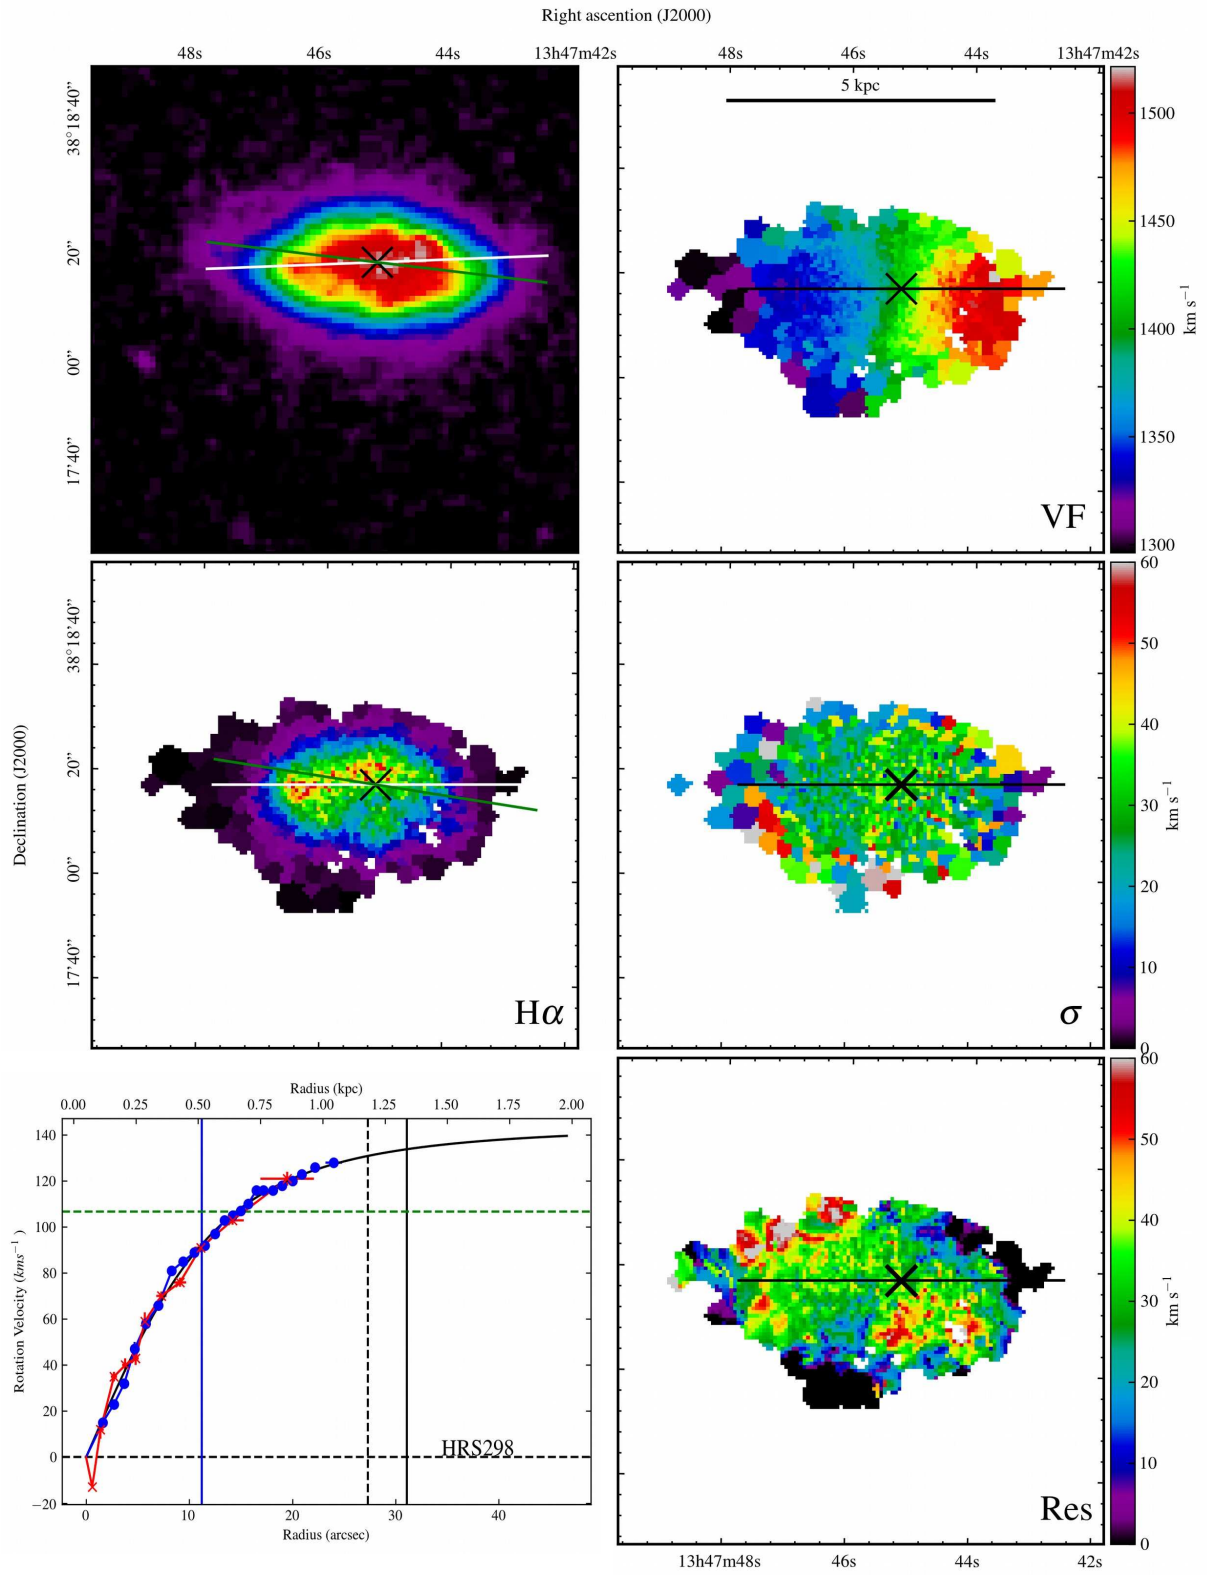 Right ascention (J2000)
48s 46s 44s 13h47m42s
48s 46s 44s 13h47m42s
38°18'40"
20"
00"
17'40"
5 kpc
VF
1500
1450
1400
1350
1300
km s⁻¹
Declination (J2000)
38°18'40"
20"
00"
17'40"
Hα
σ
60
50
40
30
20
10
0
km s⁻¹
Radius (kpc)
0.00 0.25 0.50 0.75 1.00 1.25 1.50 1.75 2.00
Rotation Velocity (kms⁻¹)
140
120
100
80
60
40
20
0
−20
HRS298
0 10 20 30 40
Radius (arcsec)
Res
60
50
40
30
20
10
0
km s⁻¹
13h47m48s 46s 44s 42s